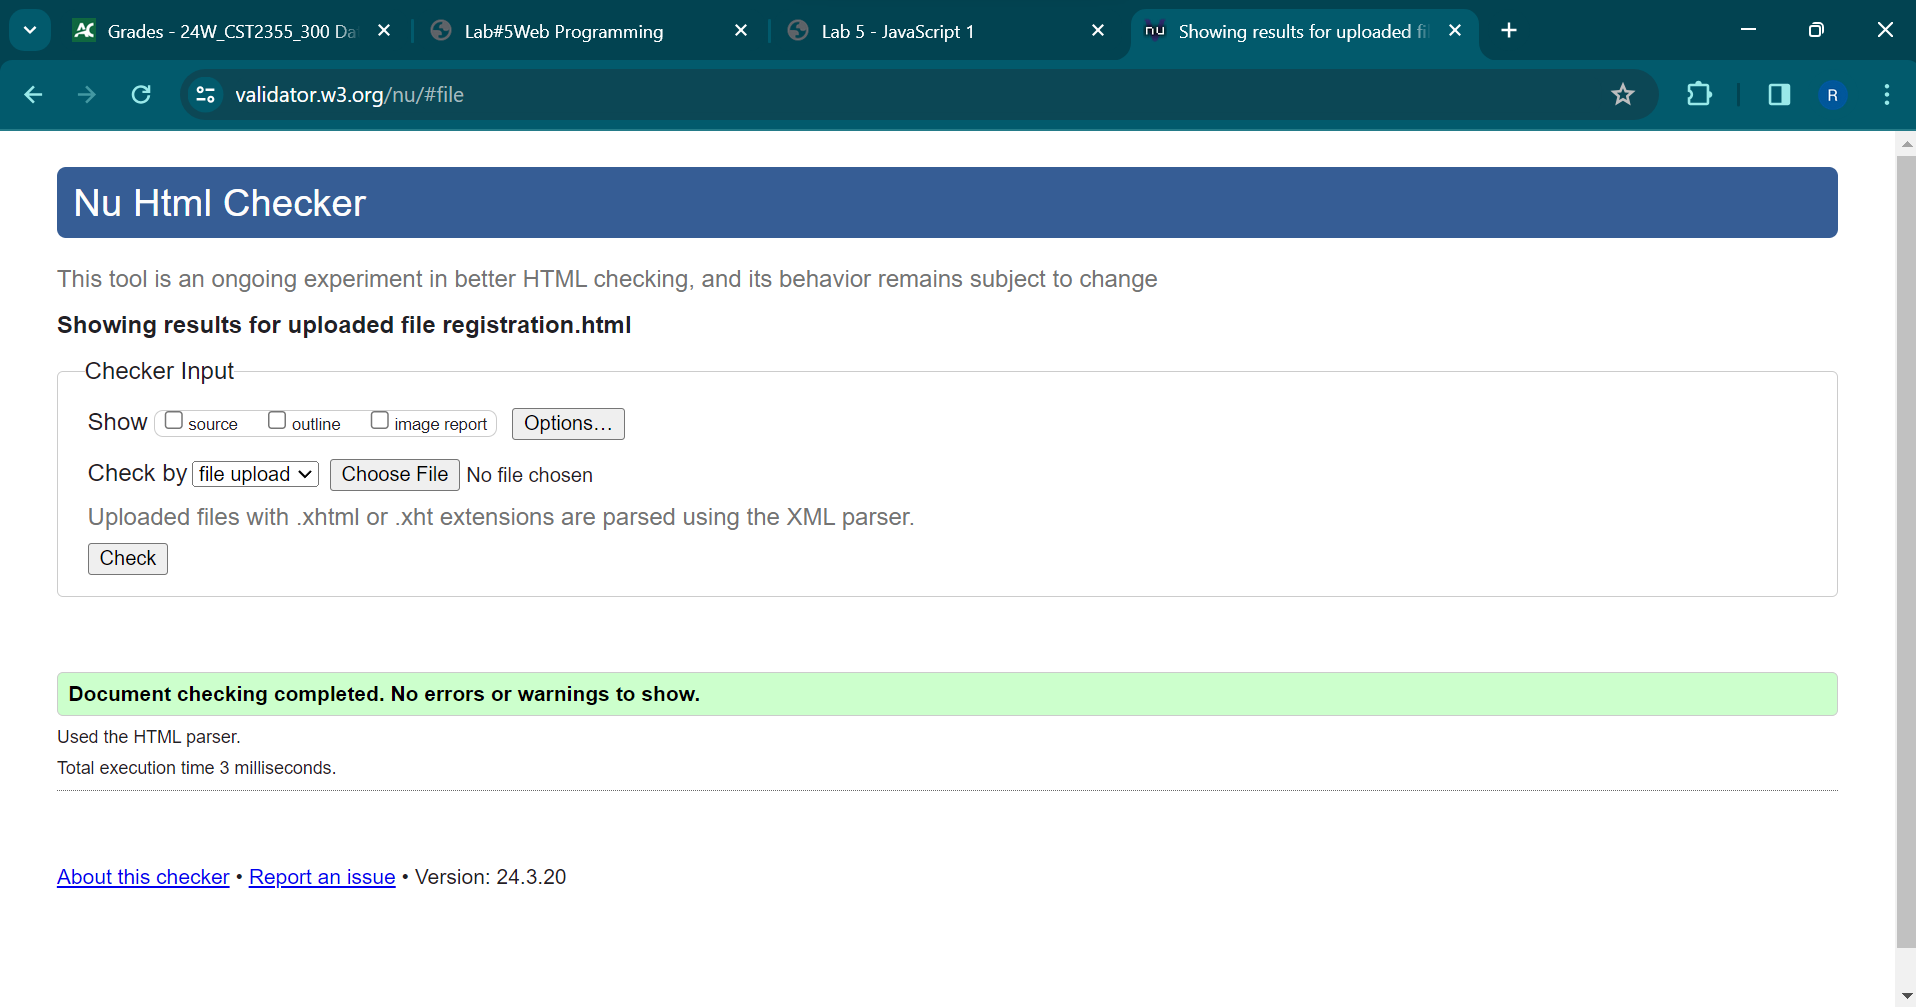 Grades - 24W_CST2355_300 Da
Lab#5Web Programming
Lab 5 - JavaScript 1
nu Showing results for uploaded fi
validator.w3.org/nu/#file
R
Nu Html Checker
This tool is an ongoing experiment in better HTML checking, and its behavior remains subject to change
Showing results for uploaded file registration.html
Checker Input
Show source outline image report Options...
Check by file upload Choose File No file chosen
Uploaded files with .xhtml or .xht extensions are parsed using the XML parser.
Check
Document checking completed. No errors or warnings to show.
Used the HTML parser.
Total execution time 3 milliseconds.
About this checker • Report an issue • Version: 24.3.20